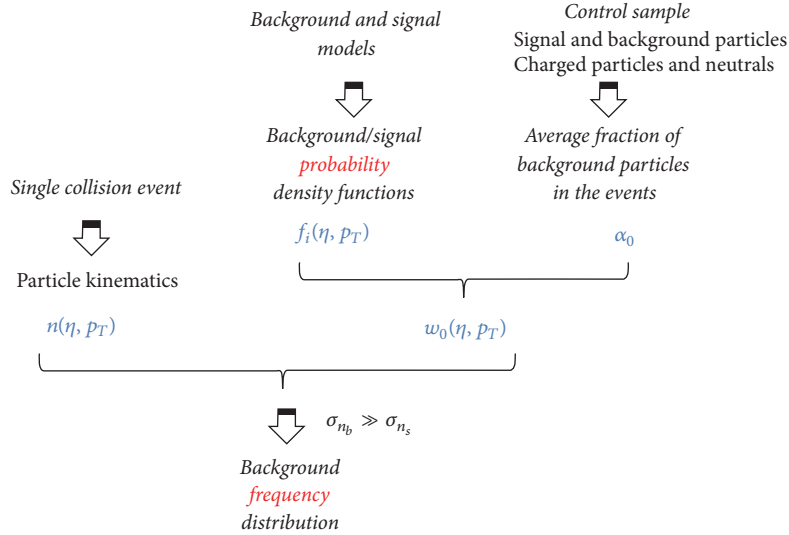 Background and signal
models
Control sample
Signal and background particles
Charged particles and neutrals
Background/signal
probability
density functions
f_i(η, p_T)
Average fraction of
background particles
in the events
α_0
Single collision event
Particle kinematics
n(η, p_T)
w_0(η, p_T)
σ_{n_b} ≫ σ_{n_s}
Background
frequency
distribution